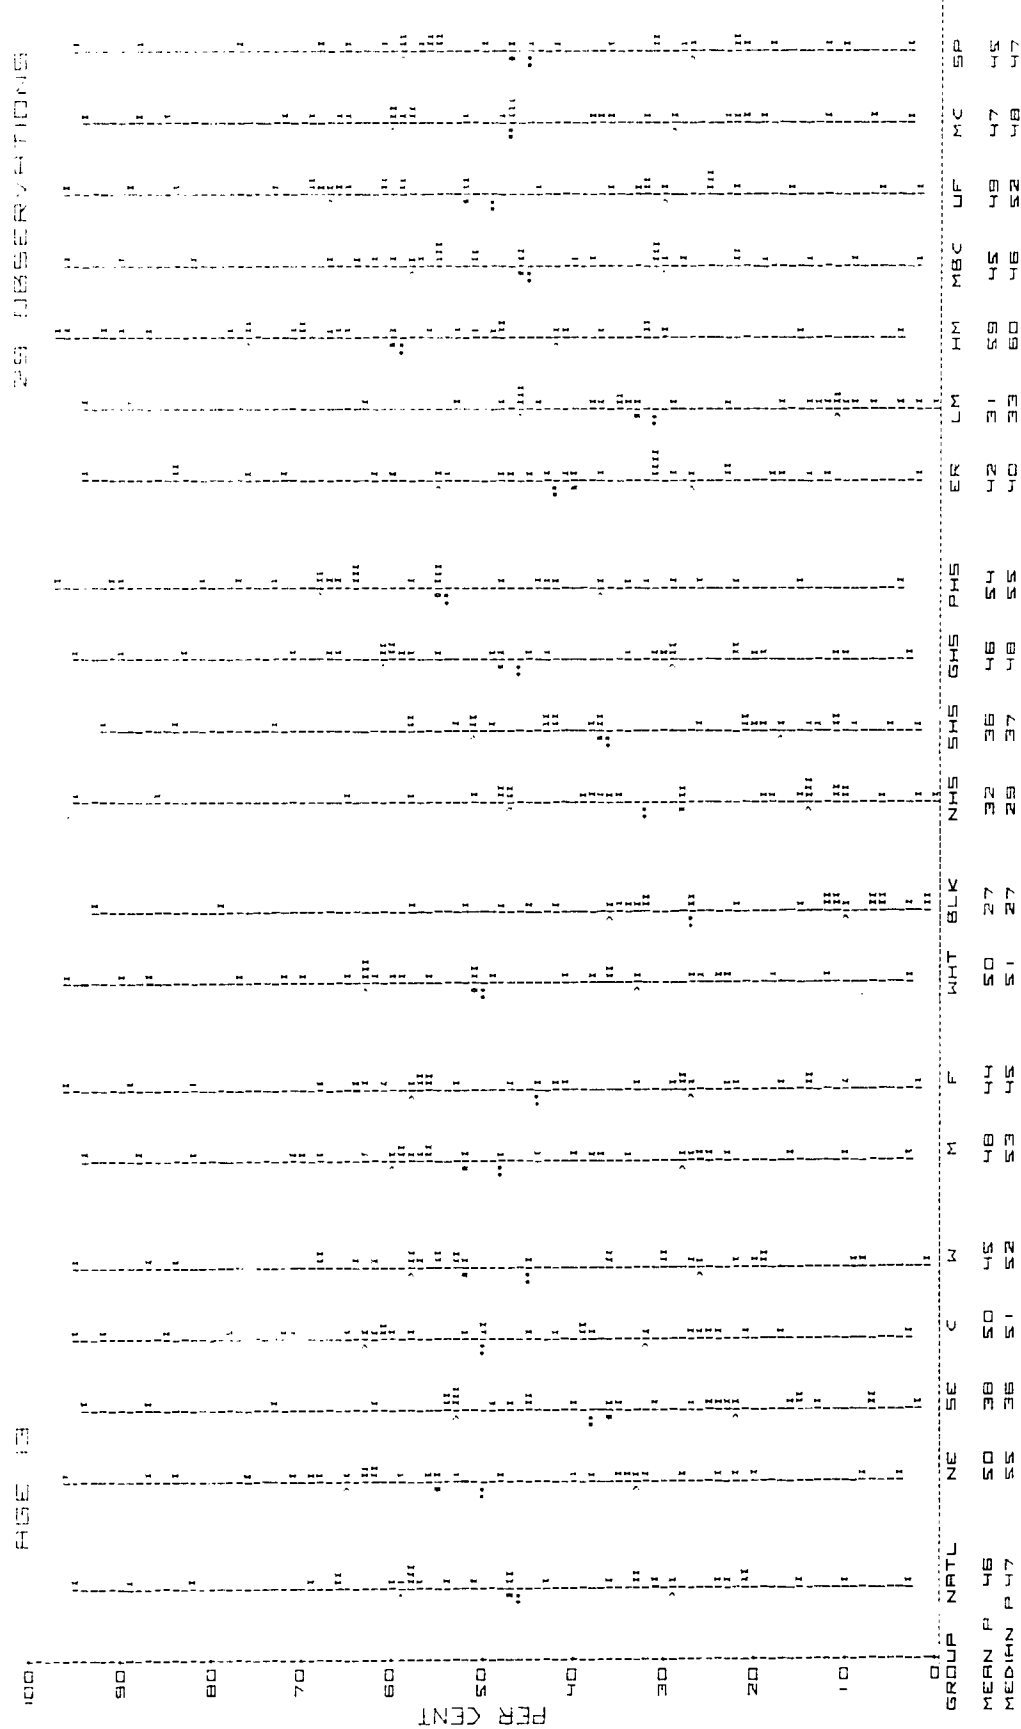 AGE 13 29 OBSERVATIONS
PER CENT
100
90
80
70
60
50
40
30
20
10
0
GROUP NATL NE SE C W M F WHT BLK NHS SHS GHS PHS ER LM HM MBC UF MC SP
MEAN P 46 50 38 50 45 48 44 50 27 32 36 46 54 42 31 59 45 49 47 45
MEDIAN P 47 55 36 51 52 53 45 51 27 29 37 48 55 40 33 60 46 52 48 47